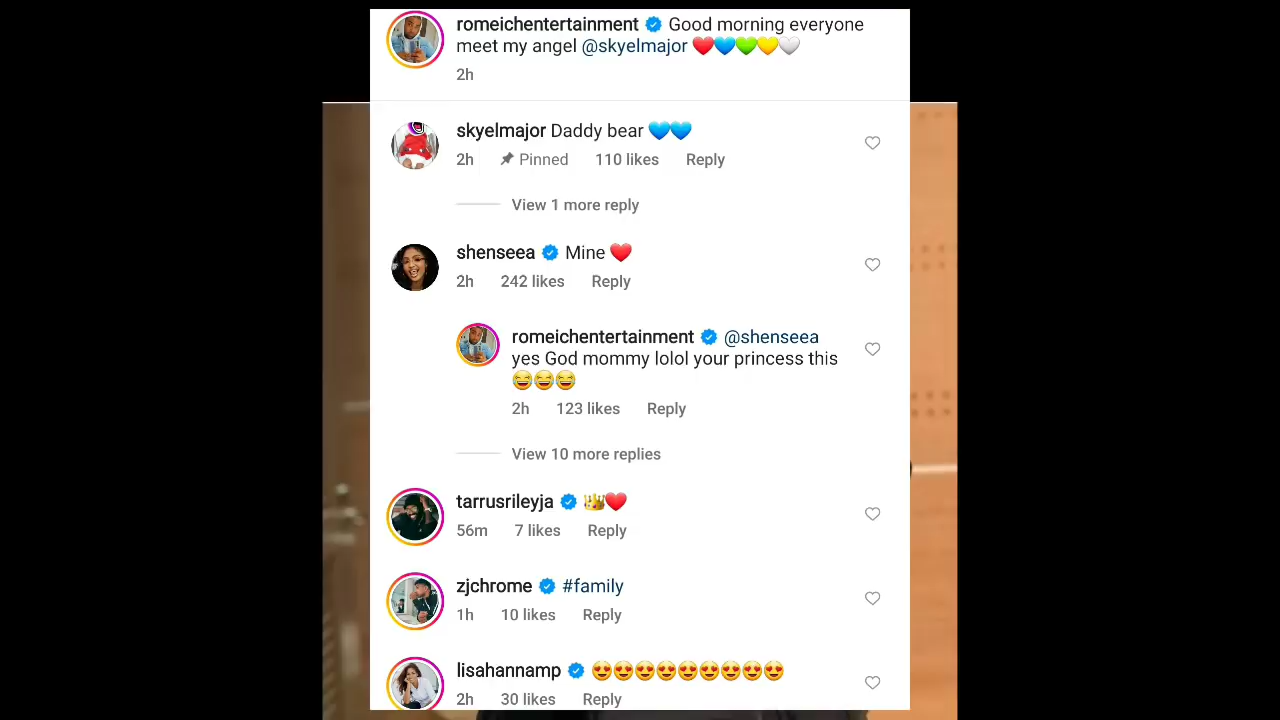 romeichentertainment Good morning everyone
meet my angel @skyelmajor ❤️💙💚💛🤍
2h
skyelmajor Daddy bear 💙💙
2h Pinned 110 likes Reply
View 1 more reply
shenseea Mine ❤️
2h 242 likes Reply
romeichentertainment @shenseea
yes God mommy lolol your princess this
😂😂😂
2h 123 likes Reply
View 10 more replies
tarrusrileyja 👑❤️
56m 7 likes Reply
zjchrome #family
1h 10 likes Reply
lisahannamp 😍😍😍😍😍😍😍😍😍
2h 30 likes Reply